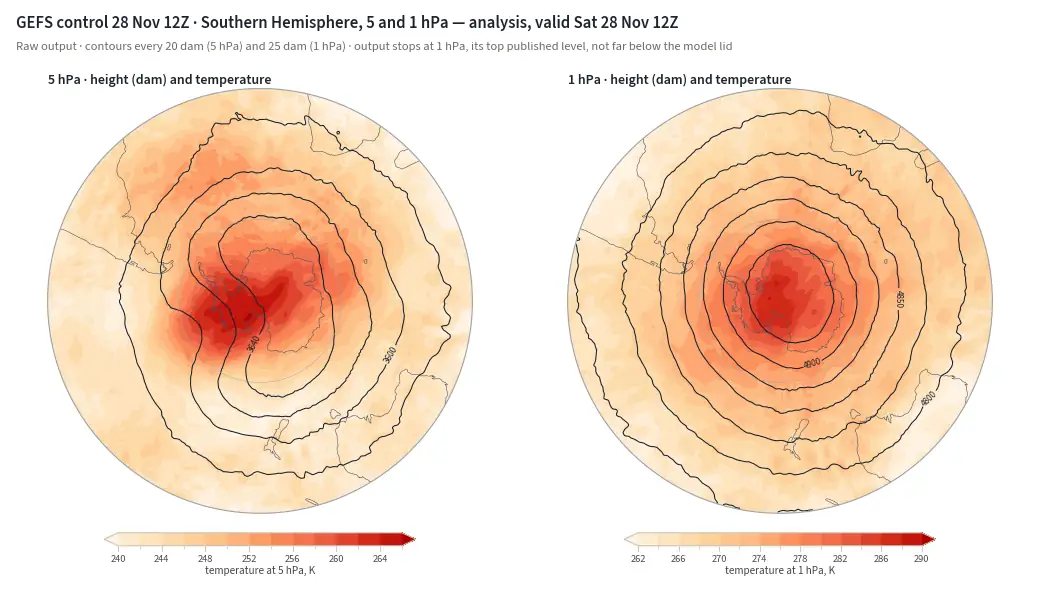 GEFS control 28 Nov 12Z · Southern Hemisphere, 5 and 1 hPa — analysis, valid Sat 28 Nov 12Z
Raw output · contours every 20 dam (5 hPa) and 25 dam (1 hPa) · output stops at 1 hPa, its top published level, not far below the model lid
5 hPa · height (dam) and temperature
1 hPa · height (dam) and temperature
3640
3600
4850
4900
4800
240 244 248 252 256 260 264
temperature at 5 hPa, K
262 266 270 274 278 282 286 290
temperature at 1 hPa, K